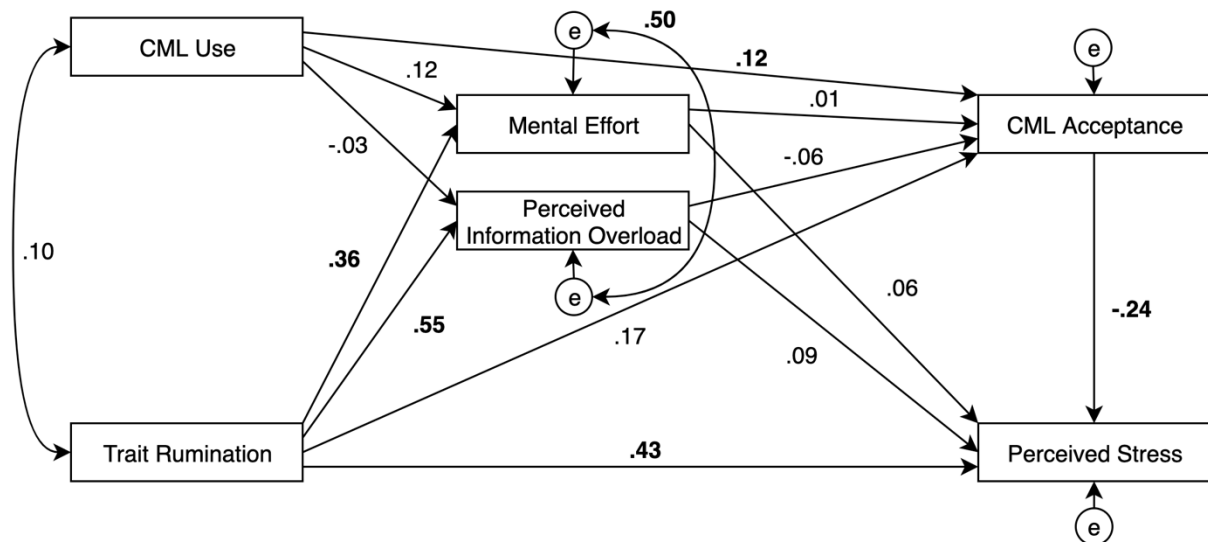 .50
e
e
CML Use
.12
.12
.01
Mental Effort
CML Acceptance
-.03
-.06
Perceived
Information Overload
.10
.36
e
.06
.55
.17
.09
-.24
.43
Trait Rumination
Perceived Stress
e